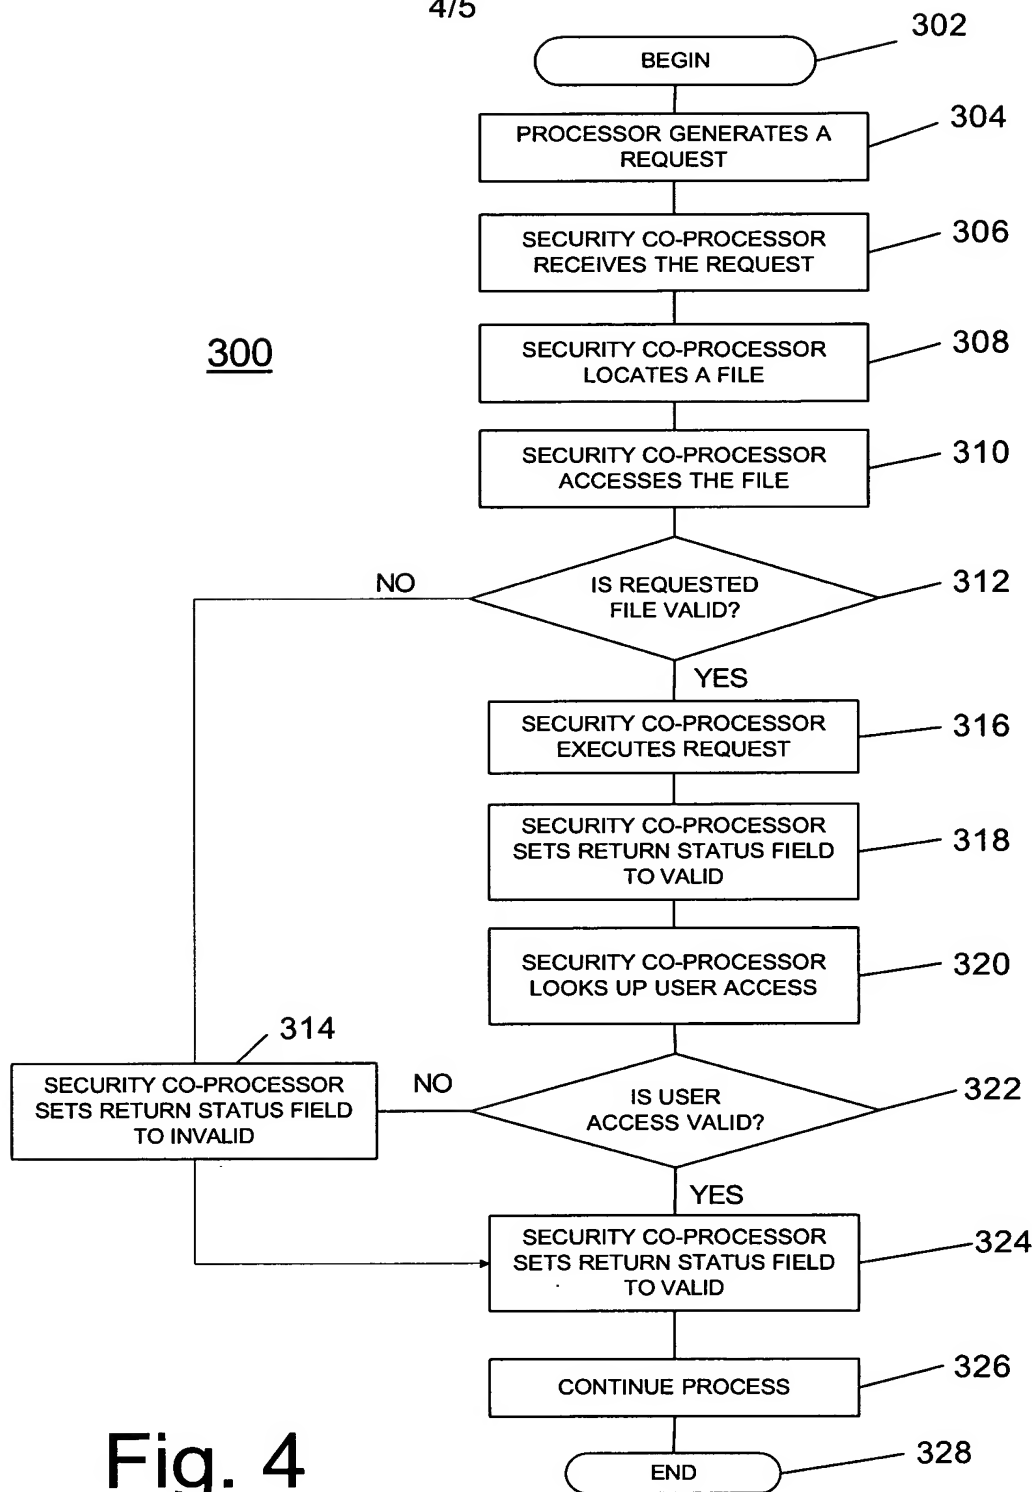 4/5
BEGIN
302
PROCESSOR GENERATES A
REQUEST
304
SECURITY CO-PROCESSOR
RECEIVES THE REQUEST
306
300
SECURITY CO-PROCESSOR
LOCATES A FILE
308
SECURITY CO-PROCESSOR
ACCESSES THE FILE
310
IS REQUESTED
FILE VALID?
312
NO
YES
SECURITY CO-PROCESSOR
EXECUTES REQUEST
316
SECURITY CO-PROCESSOR
SETS RETURN STATUS FIELD
TO VALID
318
SECURITY CO-PROCESSOR
LOOKS UP USER ACCESS
320
314
SECURITY CO-PROCESSOR
SETS RETURN STATUS FIELD
TO INVALID
NO
IS USER
ACCESS VALID?
322
YES
SECURITY CO-PROCESSOR
SETS RETURN STATUS FIELD
TO VALID
324
CONTINUE PROCESS
326
END
328
Fig. 4